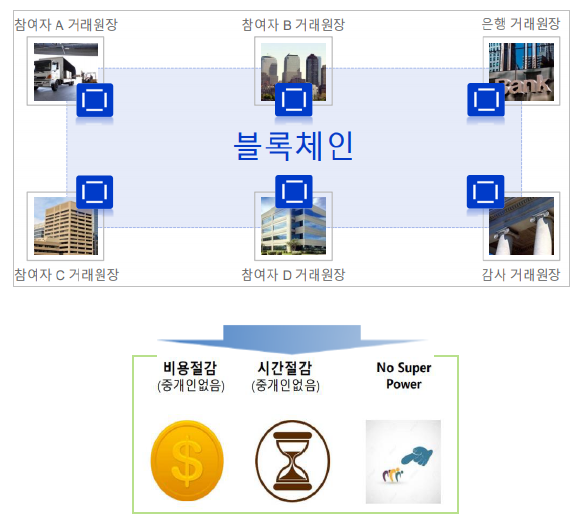 참여자 A 거래원장
참여자 B 거래원장
은행 거래원장
Bank
블록체인
참여자 C 거래원장
참여자 D 거래원장
감사 거래원장
비용절감
(중개인없음)
시간절감
(중개인없음)
No Super
Power
$